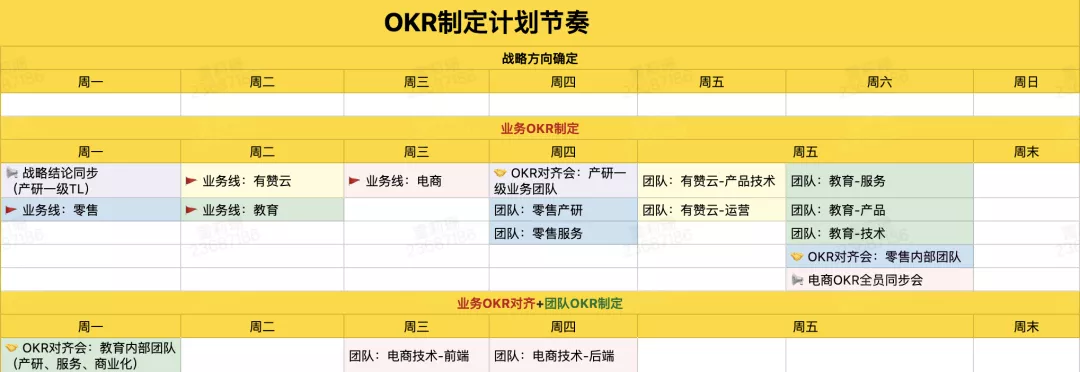 OKR制定计划节奏
战略方向确定
周一 周二 周三 周四 周五 周六 周日
业务OKR制定
周一 周二 周三 周四 周五 周末
战略结论同步
（产研一级TL）
业务线：有赞云
业务线：电商
OKR对齐会：产研一
级业务团队
团队：有赞云-产品技术
团队：教育-服务
业务线：零售
业务线：教育
团队：零售产研
团队：有赞云-运营
团队：教育-产品
团队：零售服务
团队：教育-技术
OKR对齐会：零售内部团队
电商OKR全员同步会
业务OKR对齐+团队OKR制定
周一 周二 周三 周四 周五 周末
OKR对齐会：教育内部团队
（产研、服务、商业化）
团队：电商技术-前端
团队：电商技术-后端